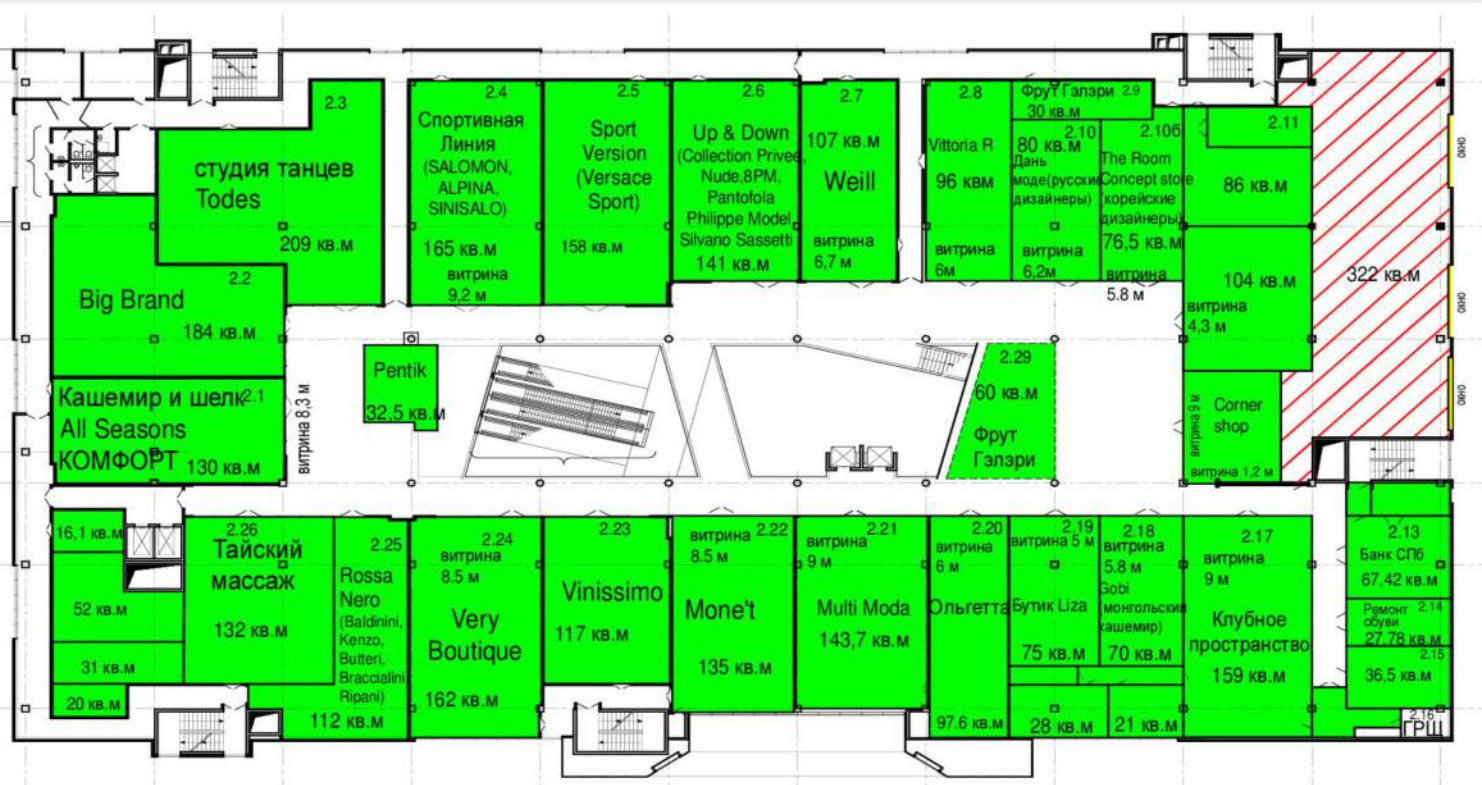 2.3
студия танцев
Todes
209 кв.м
2.2
Big Brand
184 кв.м
Кашемир и шелк 2.1
All Seasons
КОМФОРТ 130 кв.м
витрина 8,3 м
2.4
Спортивная
Линия
(SALOMON,
ALPINA,
SINISALO)
165 кв.м
витрина
9,2 м
2.5
Sport
Version
(Versace
Sport)
158 кв.м
2.6
Up & Down
(Collection Privee,
Nude,8PM,
Pantofola
Philippe Model
Silvano Sassetti
141 кв.м
2.7
107 кв.м
Weill
витрина
6,7 м
2.8
Vittoria R
96 квм
витрина
6м
Фрут Гэлэри 2.9
30 кв.м
2.10
80 кв.м
Дань
моде(русские
дизайнеры)
витрина
6,2м
2.10б
The Room
Concept store
(корейские
дизайнеры)
76,5 кв.м
витрина
5.8 м
2.11
86 кв.м
104 кв.м
витрина
4,3 м
322 кв.м
окно
окно
окно
Pentik
32,5 кв.м
2.29
60 кв.м
Фрут
Гэлэри
витрина 9 м
Corner
shop
витрина 1,2 м
16,1 кв.м
52 кв.м
31 кв.м
20 кв.м
2.26
Тайский
массаж
132 кв.м
2.25
Rossa
Nero
(Baldinini,
Kenzo,
Butteri,
Braccialini
Ripani)
112 кв.м
2.24
витрина
8.5 м
Very
Boutique
162 кв.м
2.23
Vinissimo
117 кв.м
витрина 2.22
8.5 м
Mone't
135 кв.м
2.21
витрина
9 м
Multi Moda
143,7 кв.м
2.20
витрина
6 м
Ольгетта
97.6 кв.м
2.19
витрина 5 м
Бутик Liza
75 кв.м
28 кв.м
2.18
витрина
5.8 м
Gobi
(монгольский
кашемир)
70 кв.м
21 кв.м
2.17
витрина
9 м
Клубное
пространство
159 кв.м
2.13
Банк СПб
67,42 кв.м
Ремонт 2.14
обуви
27.78 кв.м
2.15
36,5 кв.м
2.16
ГРЩ